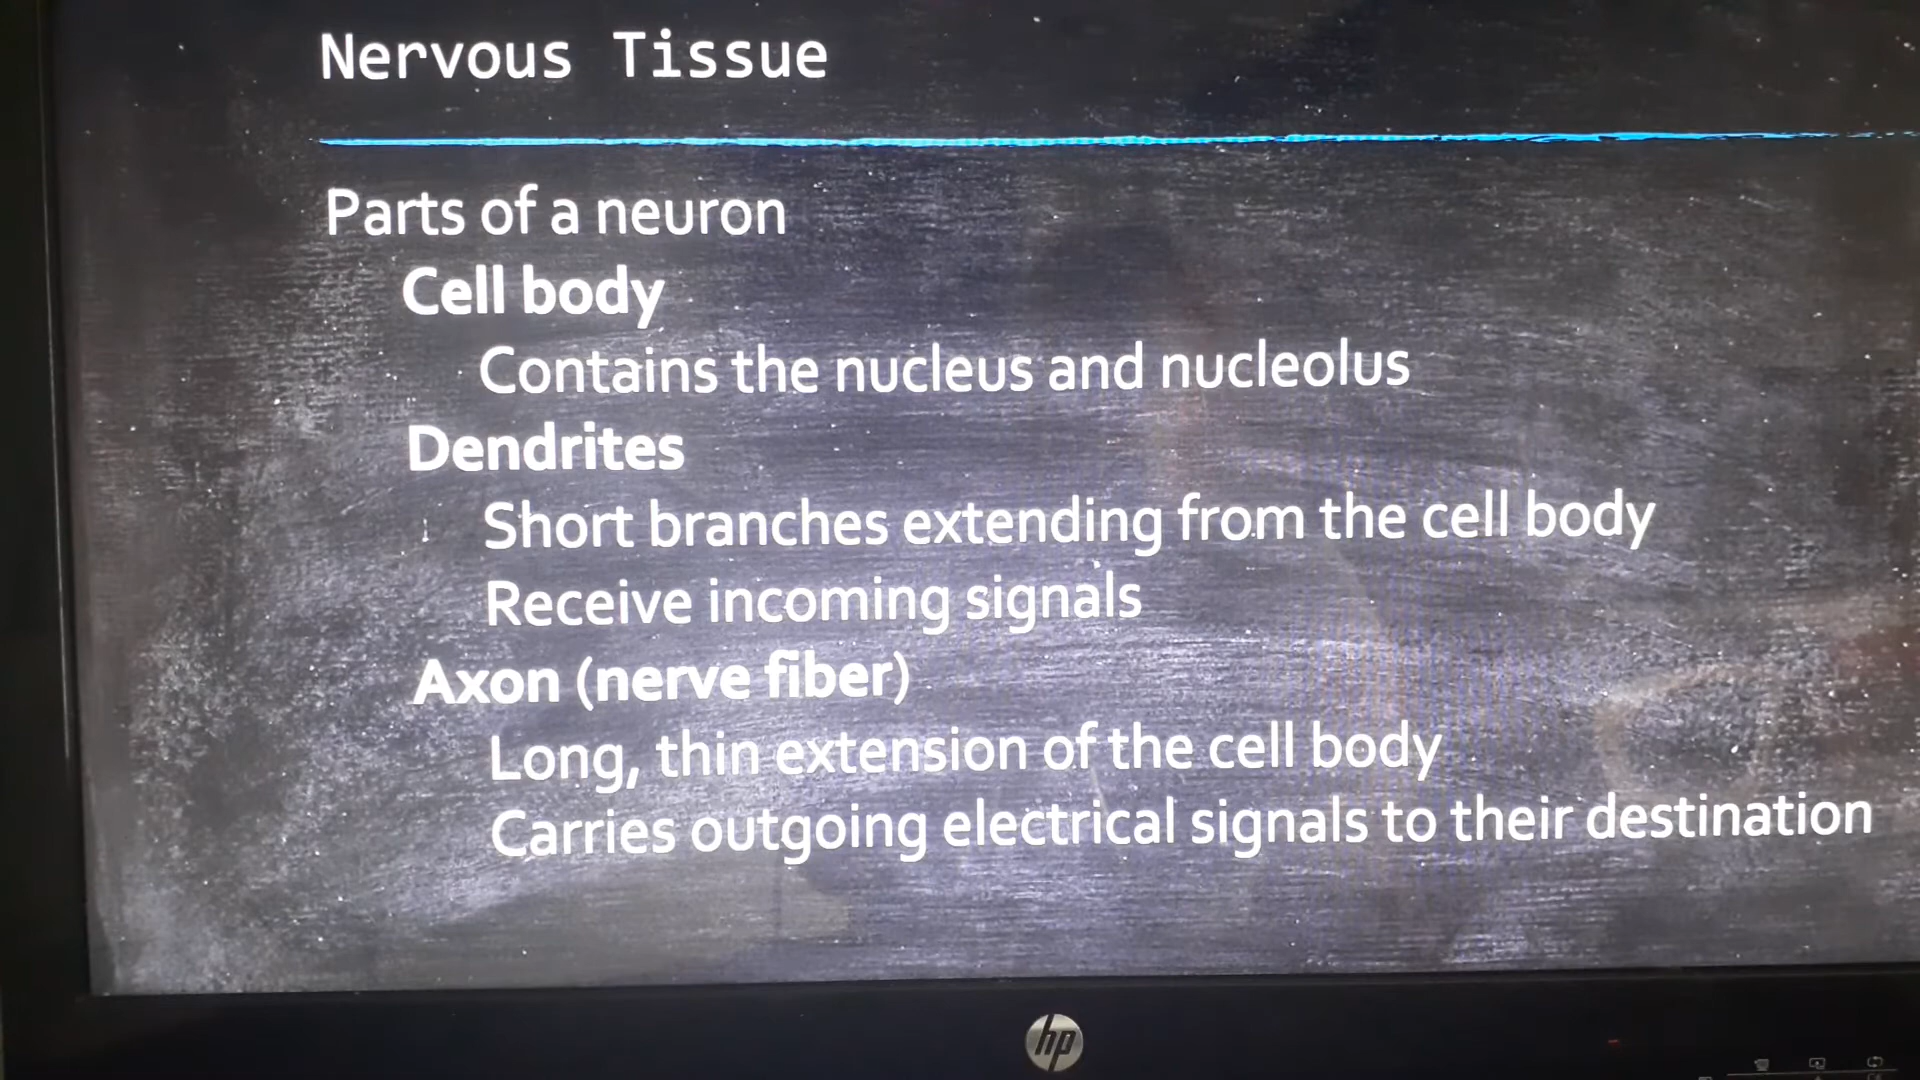 Nervous Tissue
Parts of a neuron
Cell body
Contains the nucleus and nucleolus
Dendrites
Short branches extending from the cell body
Receive incoming signals
Axon (nerve fiber)
Long, thin extension of the cell body
Carries outgoing electrical signals to their destination
hp